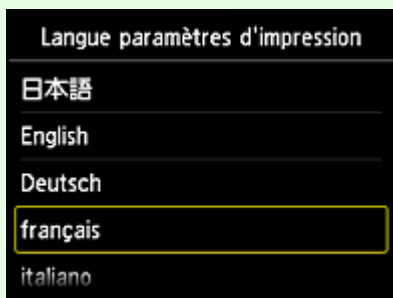 Langue paramètres d'impression
日本語
English
Deutsch
français
italiano